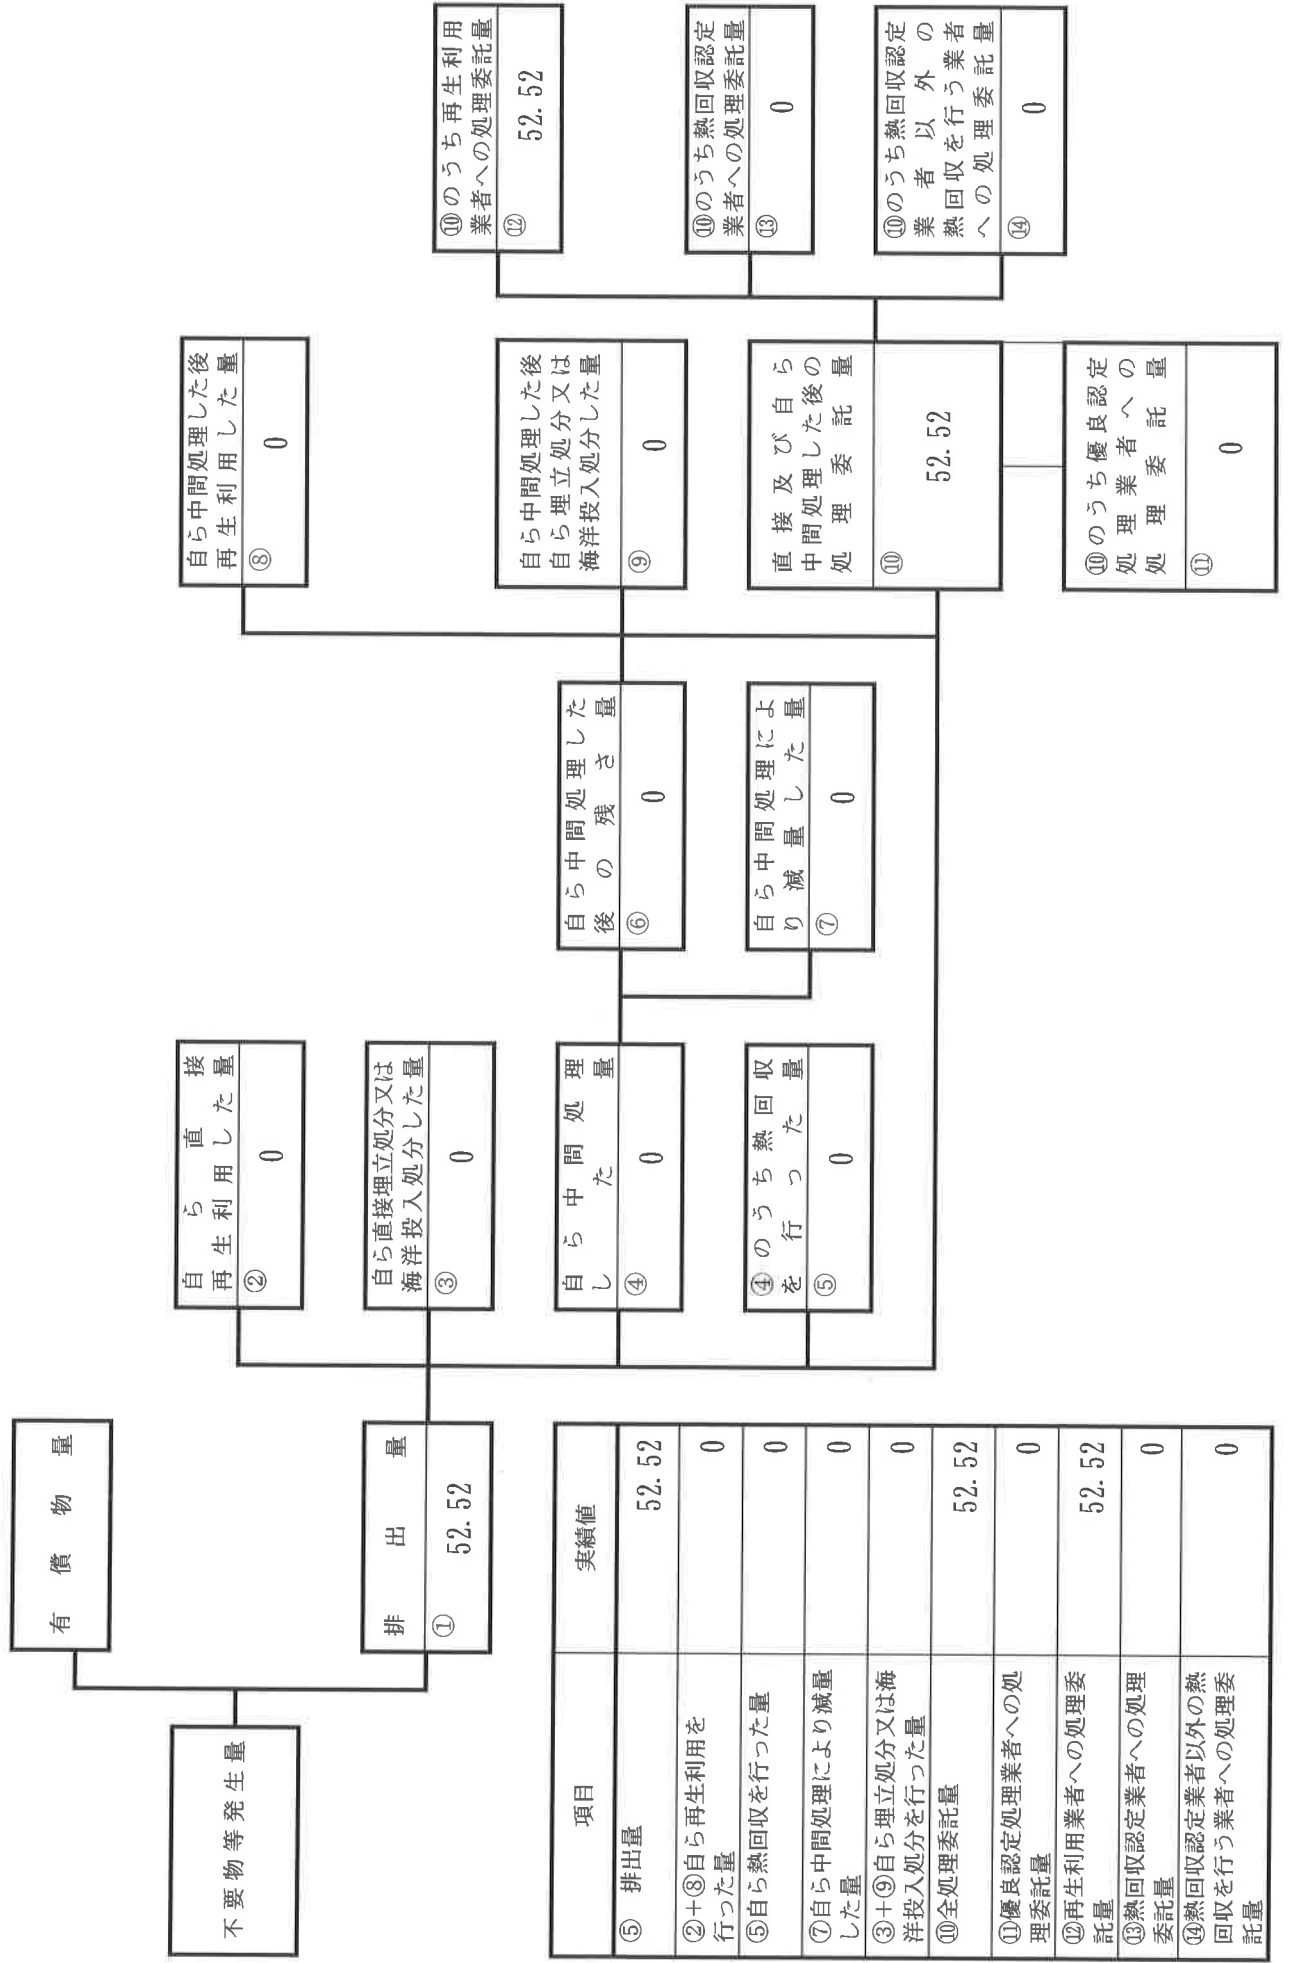 不要物等発生量
有償物量
排出量
①
52.52
自ら直接
再生利用した量
②
0
自ら直接埋立処分又は
海洋投入処分した量
③
0
自ら中間処理
した量
④
0
④のうち熱回収
を行った量
⑤
0
自ら中間処理した
後の残さ量
⑥
0
自ら中間処理によ
り減量した量
⑦
0
自ら中間処理した後
再生利用した量
⑧
0
自ら中間処理した後
自ら埋立処分又は
海洋投入処分した量
⑨
0
直接及び自ら
中間処理した後の
処理委託量
⑩
52.52
⑩のうち優良認定
処理業者への
処理委託量
⑪
0
⑩のうち再生利用
業者への処理委託量
⑫
52.52
⑩のうち熱回収認定
業者への処理委託量
⑬
0
⑩のうち熱回収認定
業者以外の
熱回収を行う業者
への処理委託量
⑭
0
項目 実績値
⑤ 排出量 52.52
②+⑧自ら再生利用を
行った量 0
⑤自ら熱回収を行った量 0
⑦自ら中間処理により減量
した量 0
③+⑨自ら埋立処分又は海
洋投入処分を行った量 0
⑩全処理委託量 52.52
⑪優良認定処理業者への処
理委託量 0
⑫再生利用業者への処理委
託量 52.52
⑬熱回収認定業者への処理
委託量 0
⑭熱回収認定業者以外の熱
回収を行う業者への処理委
託量 0